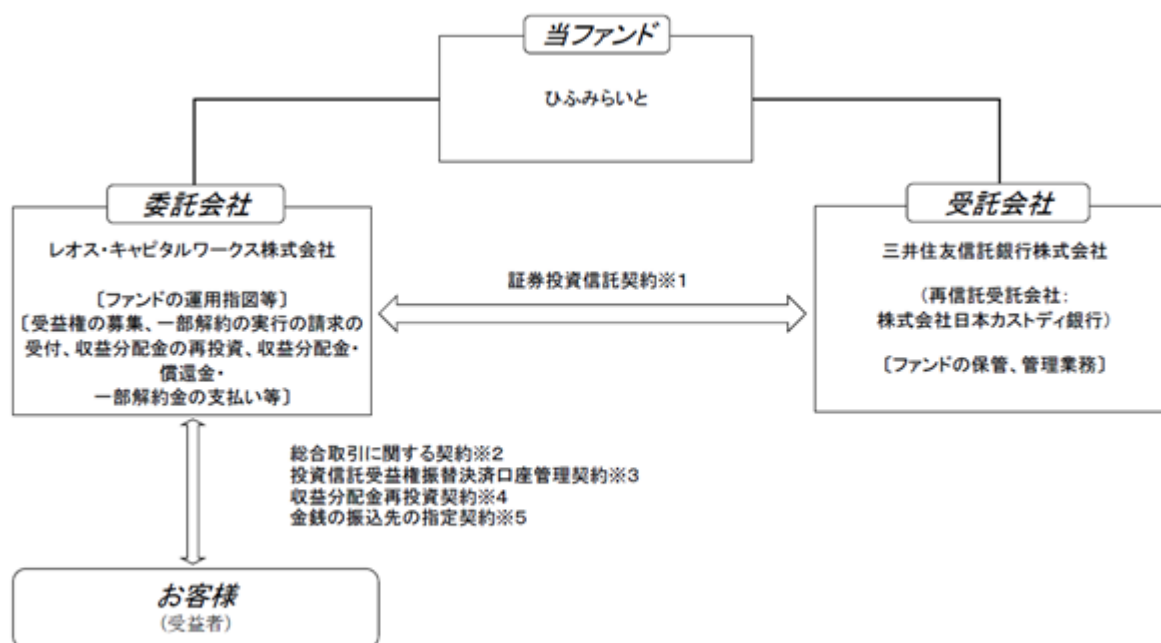 当ファンド
ひふみらいと
委託会社
レオス・キャピタルワークス株式会社
〔ファンドの運用指図等〕
〔受益権の募集、一部解約の実行の請求の
受付、収益分配金の再投資、収益分配金・
償還金・
一部解約金の支払い等〕
証券投資信託契約※1
受託会社
三井住友信託銀行株式会社
(再信託受託会社:
株式会社日本カストディ銀行)
〔ファンドの保管、管理業務〕
総合取引に関する契約※2
投資信託受益権振替決済口座管理契約※3
収益分配金再投資契約※4
金銭の振込先の指定契約※5
お客様
(受益者)